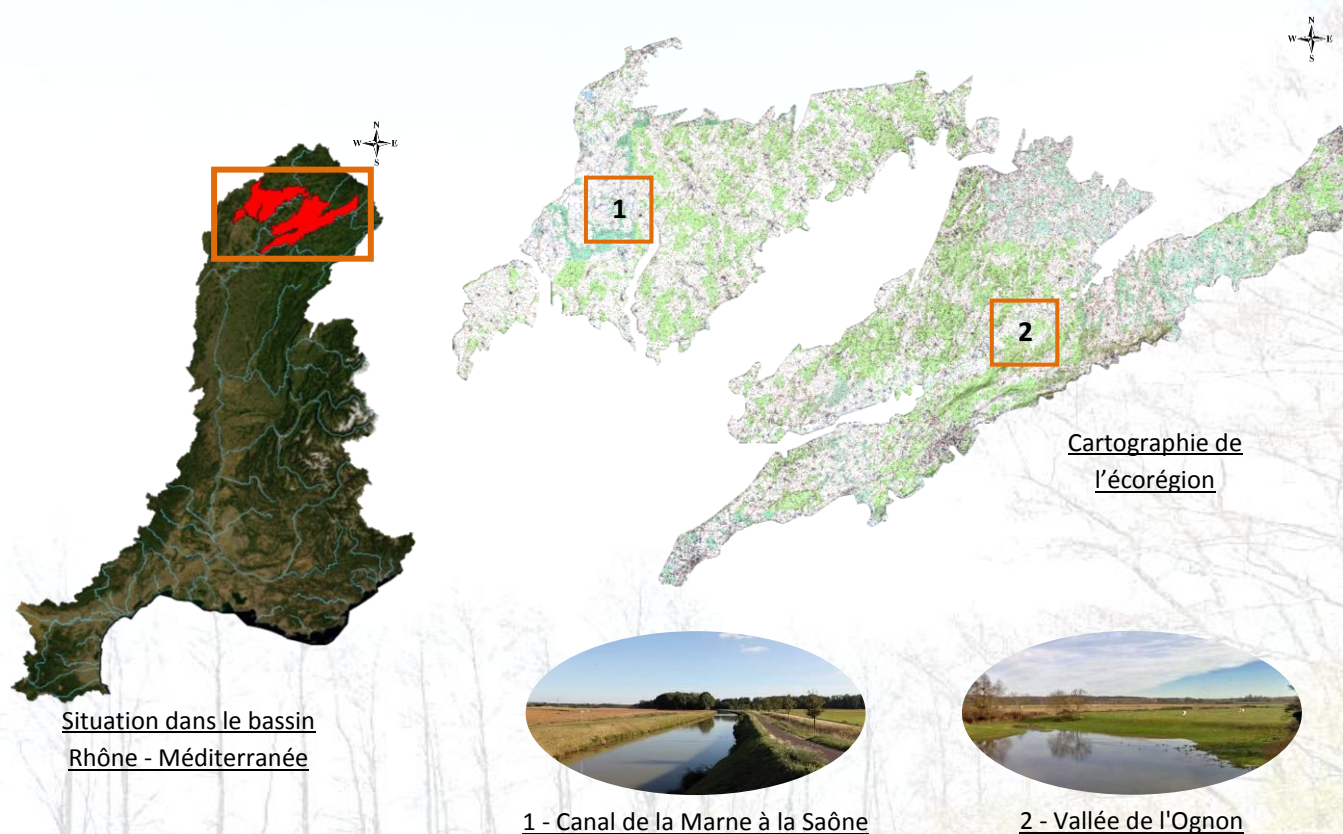 N
W E
S
N
W E
S
1
2
Cartographie de
l'écorégion
Situation dans le bassin
Rhône - Méditerranée
1 - Canal de la Marne à la Saône
2 - Vallée de l'Ognon